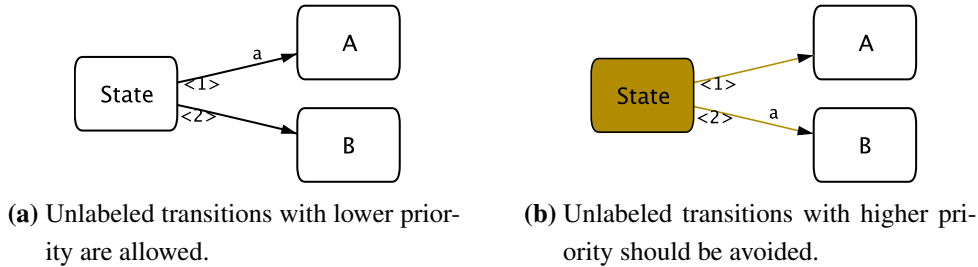 A
a
<1>
State
<2>
B
A
<1>
State
<2>
a
B
(a) Unlabeled transitions with lower prior-
ity are allowed.
(b) Unlabeled transitions with higher pri-
ority should be avoided.